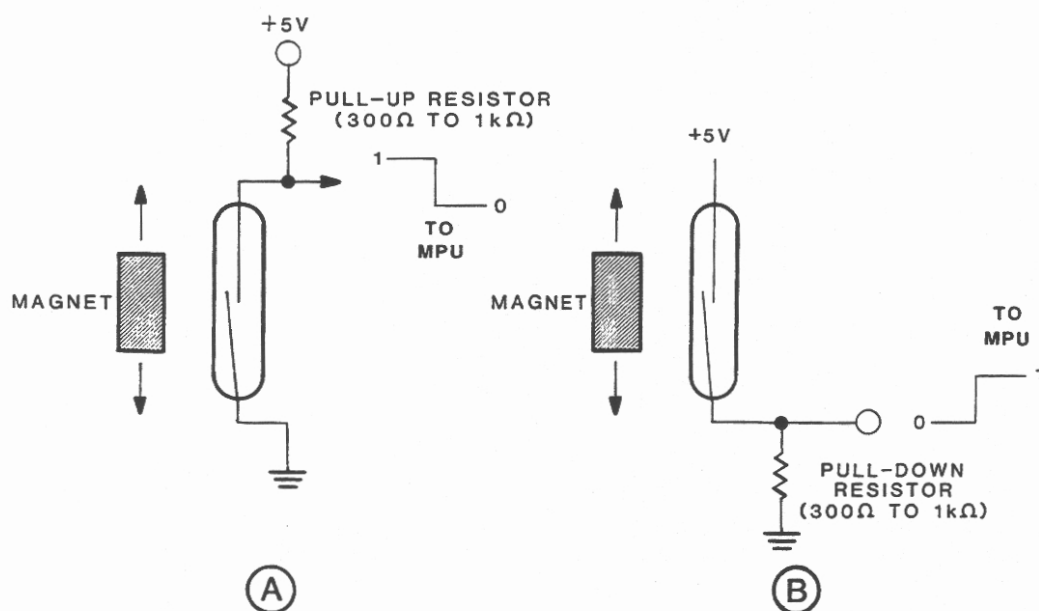 +5V
PULL-UP RESISTOR
(300Ω TO 1kΩ)
1
0
TO
MPU
MAGNET
A
+5V
MAGNET
TO
MPU
0
PULL-DOWN
RESISTOR
(300Ω TO 1kΩ)
B